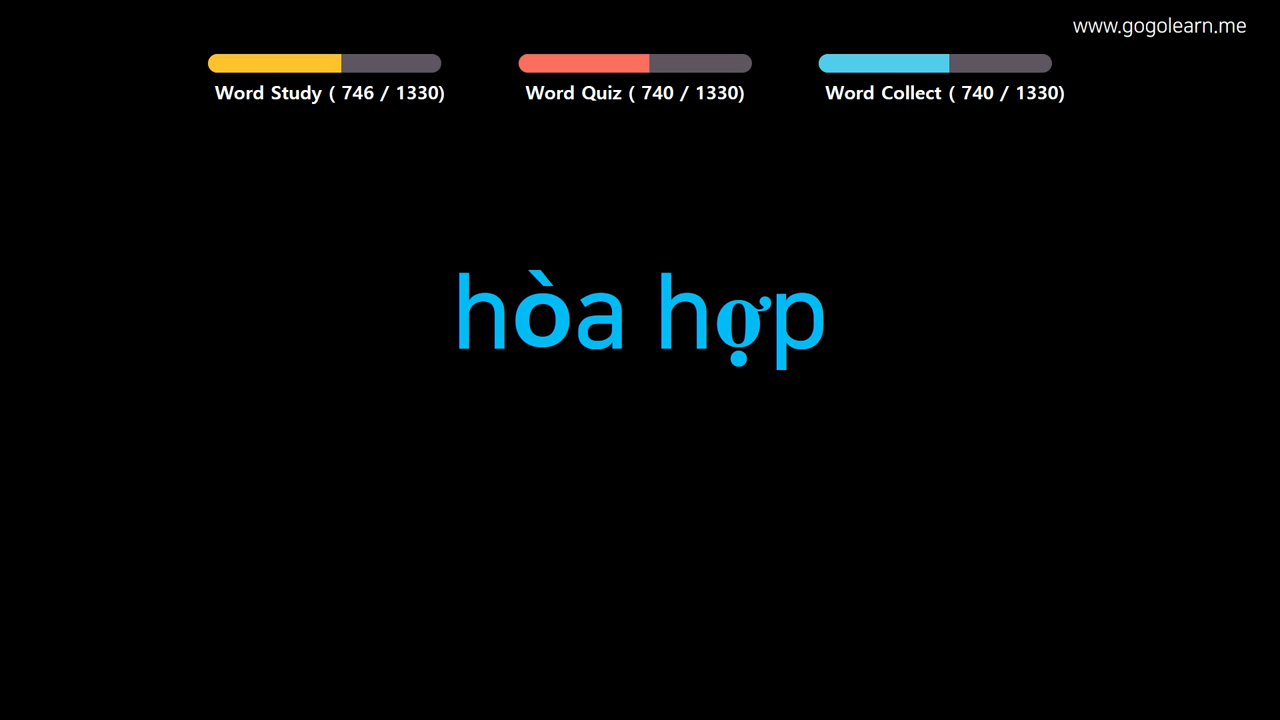 www.gogolearn.me
Word Study ( 746 / 1330)
Word Quiz ( 740 / 1330)
Word Collect ( 740 / 1330)
hòa hợp